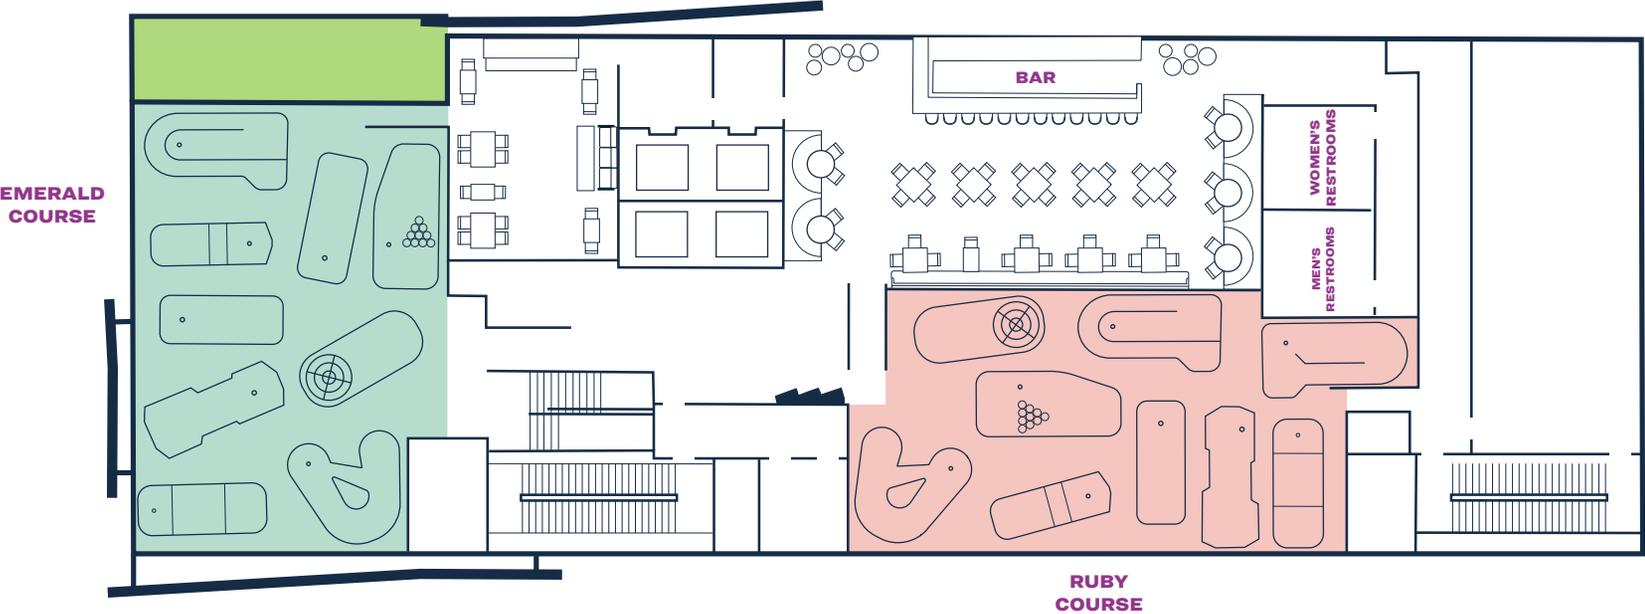 BAR
WOMEN'S
RESTROOMS
EMERALD
COURSE
MEN'S
RESTROOMS
RUBY
COURSE